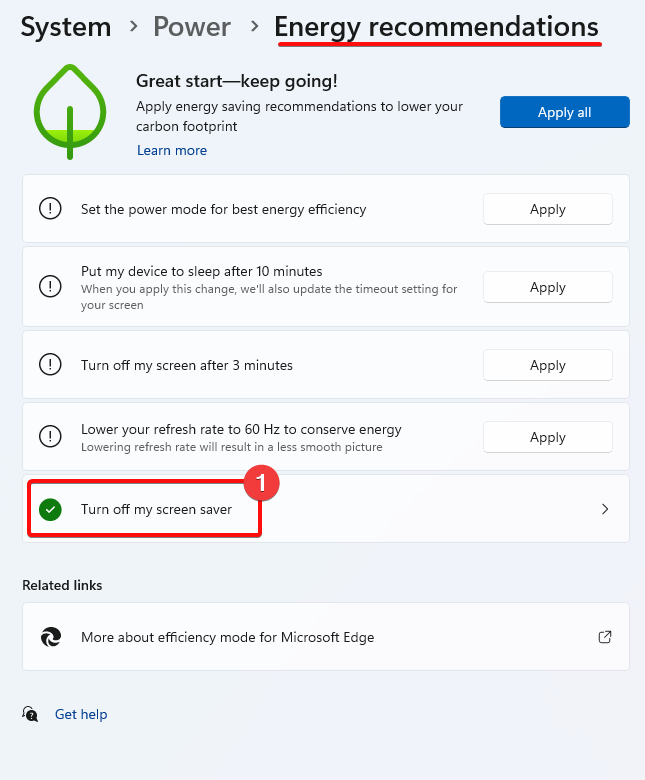 System > Power > Energy recommendations
Great start—keep going!
Apply energy saving recommendations to lower your
carbon footprint
Apply all
Learn more
Set the power mode for best energy efficiency
Apply
Put my device to sleep after 10 minutes
When you apply this change, we'll also update the timeout setting for
your screen
Apply
Turn off my screen after 3 minutes
Apply
Lower your refresh rate to 60 Hz to conserve energy
Lowering refresh rate will result in a less smooth picture
Apply
1
Turn off my screen saver
Related links
More about efficiency mode for Microsoft Edge
Get help